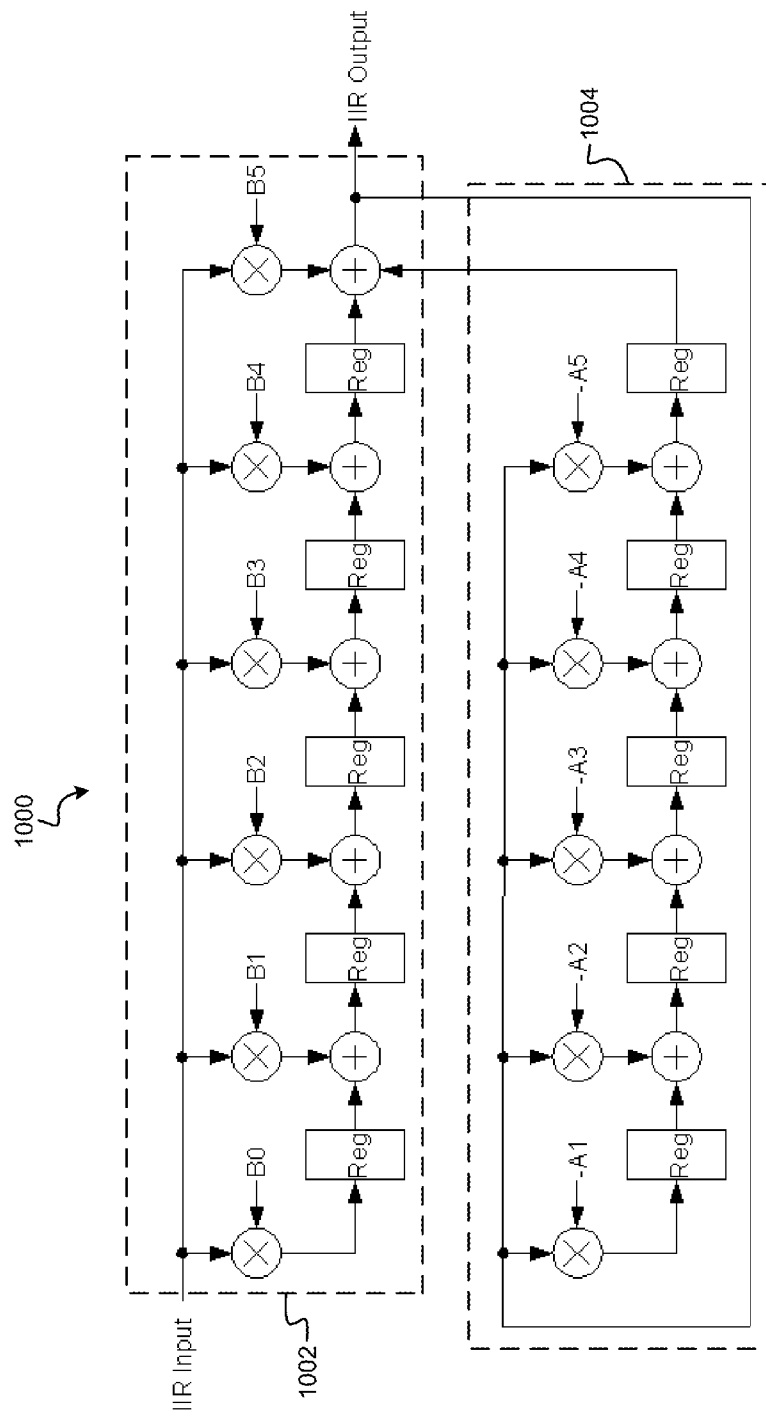 1000
IIR Input
IIR Output
B0
B1
B2
B3
B4
B5
Reg
Reg
Reg
Reg
Reg
1002
1004
-A1
-A2
-A3
-A4
-A5
Reg
Reg
Reg
Reg
Reg